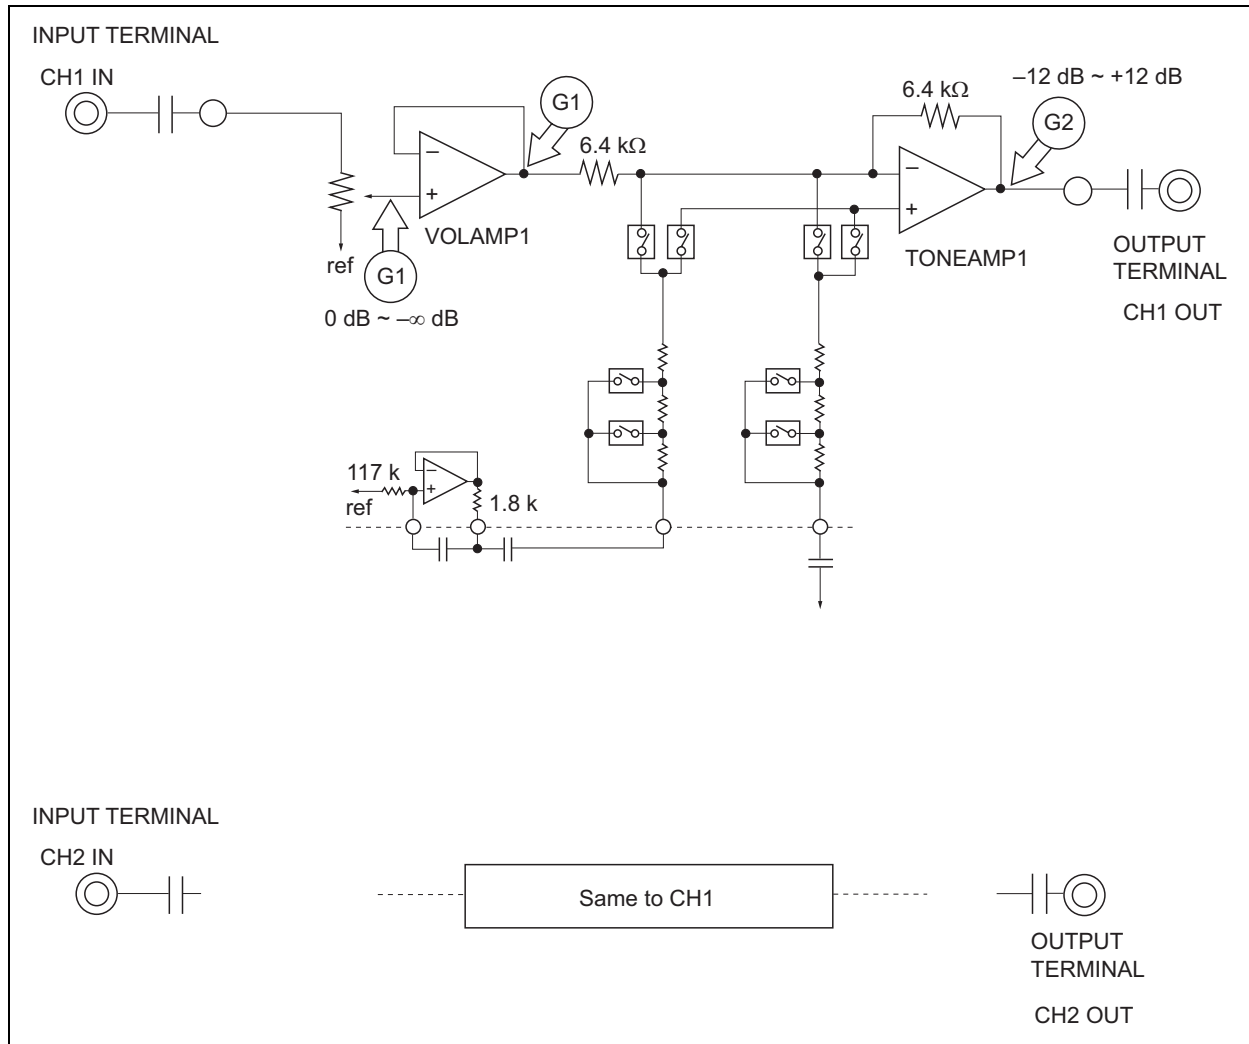 INPUT TERMINAL
CH1 IN
G1
–12 dB ~ +12 dB
6.4 kΩ
G2
6.4 kΩ
–
+
VOLAMP1
–
+
TONEAMP1
ref
G1
0 dB ~ –∞ dB
OUTPUT
TERMINAL
CH1 OUT
117 k
–
+
ref
1.8 k
INPUT TERMINAL
CH2 IN
Same to CH1
OUTPUT
TERMINAL
CH2 OUT